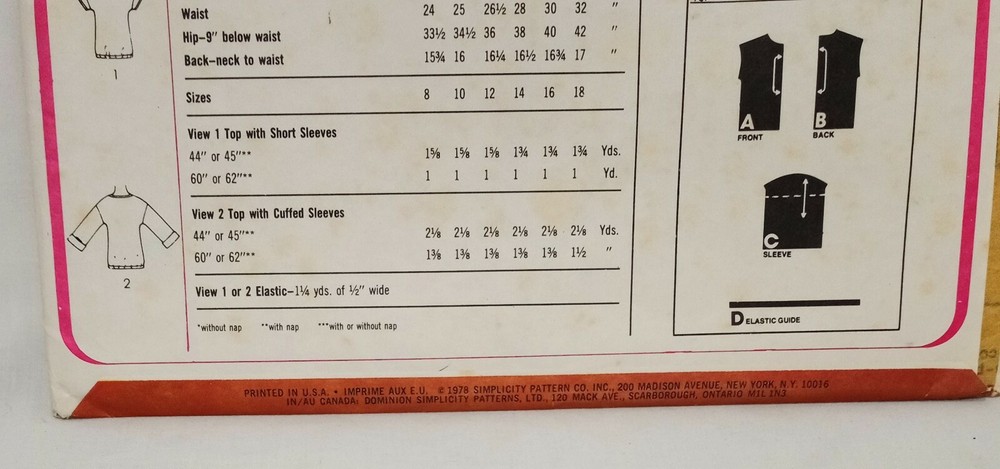 Waist 24 25 26½ 28 30 32 "
Hip–9" below waist 33½ 34½ 36 38 40 42 "
Back–neck to waist 15¾ 16 16¼ 16½ 16¾ 17 "
Sizes 8 10 12 14 16 18
View 1 Top with Short Sleeves
44" or 45"** 1⅝ 1⅝ 1⅝ 1¾ 1¾ 1¾ Yds.
60" or 62"** 1 1 1 1 1 1 Yd.
View 2 Top with Cuffed Sleeves
44" or 45"** 2⅛ 2⅛ 2⅛ 2⅛ 2⅛ 2⅛ Yds.
60" or 62"** 1⅜ 1⅜ 1⅜ 1⅜ 1⅜ 1½ "
View 1 or 2 Elastic–1¼ yds. of ½" wide
*without nap **with nap ***with or without nap
1
2
A
FRONT
B
BACK
C
SLEEVE
D ELASTIC GUIDE
PRINTED IN U.S.A. • IMPRIME AUX E.U. ©1978 SIMPLICITY PATTERN CO. INC., 200 MADISON AVENUE, NEW YORK, N.Y. 10016
IN/AU CANADA: DOMINION SIMPLICITY PATTERNS, LTD., 120 MACK AVE., SCARBOROUGH, ONTARIO M1L 1N3